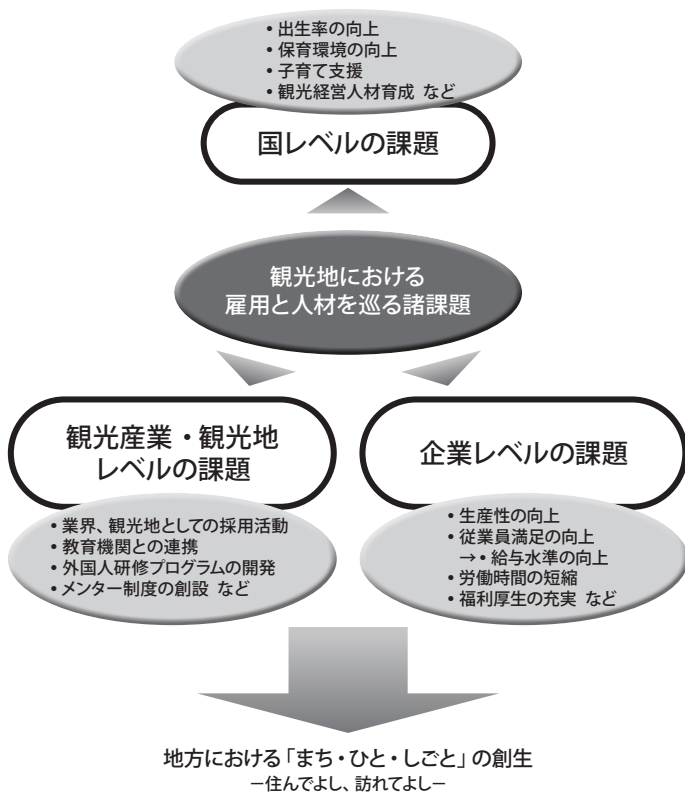 • 出生率の向上
• 保育環境の向上
• 子育て支援
• 観光経営人材育成 など
国レベルの課題
観光地における
雇用と人材を巡る諸課題
観光産業・観光地
レベルの課題
• 業界、観光地としての採用活動
• 教育機関との連携
• 外国人研修プログラムの開発
• メンター制度の創設 など
企業レベルの課題
• 生産性の向上
• 従業員満足の向上
→• 給与水準の向上
• 労働時間の短縮
• 福利厚生の充実 など
地方における「まち・ひと・しごと」の創生
−住んでよし、訪れてよし−